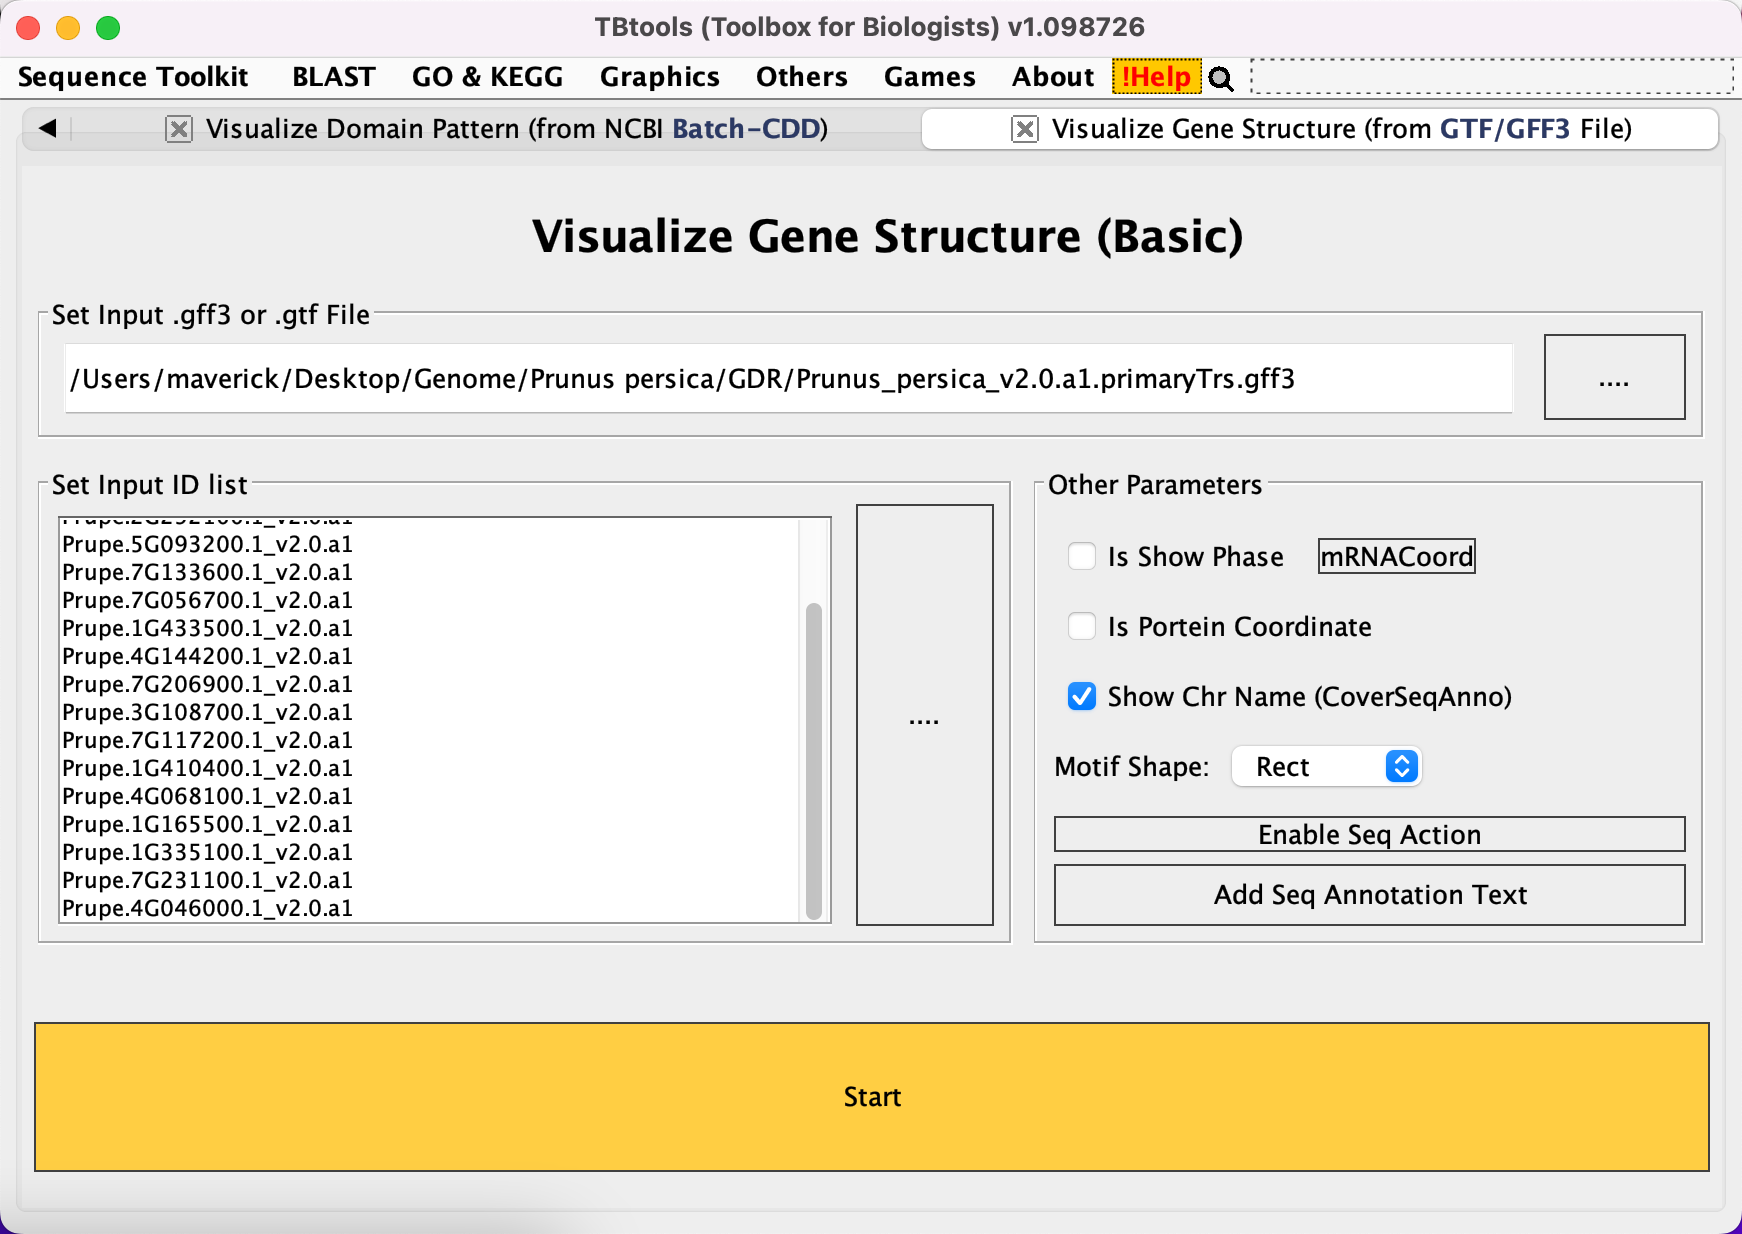 TBtools (Toolbox for Biologists) v1.098726
Sequence Toolkit BLAST GO & KEGG Graphics Others Games About !Help
Visualize Domain Pattern (from NCBI Batch-CDD)
Visualize Gene Structure (from GTF/GFF3 File)
Visualize Gene Structure (Basic)
Set Input .gff3 or .gtf File
/Users/maverick/Desktop/Genome/Prunus persica/GDR/Prunus_persica_v2.0.a1.primaryTrs.gff3
....
Set Input ID list
Prupe.2G292100.1_v2.0.a1
Prupe.5G093200.1_v2.0.a1
Prupe.7G133600.1_v2.0.a1
Prupe.7G056700.1_v2.0.a1
Prupe.1G433500.1_v2.0.a1
Prupe.4G144200.1_v2.0.a1
Prupe.7G206900.1_v2.0.a1
Prupe.3G108700.1_v2.0.a1
Prupe.7G117200.1_v2.0.a1
Prupe.1G410400.1_v2.0.a1
Prupe.4G068100.1_v2.0.a1
Prupe.1G165500.1_v2.0.a1
Prupe.1G335100.1_v2.0.a1
Prupe.7G231100.1_v2.0.a1
Prupe.4G046000.1_v2.0.a1
....
Other Parameters
Is Show Phase mRNACoord
Is Portein Coordinate
Show Chr Name (CoverSeqAnno)
Motif Shape: Rect
Enable Seq Action
Add Seq Annotation Text
Start